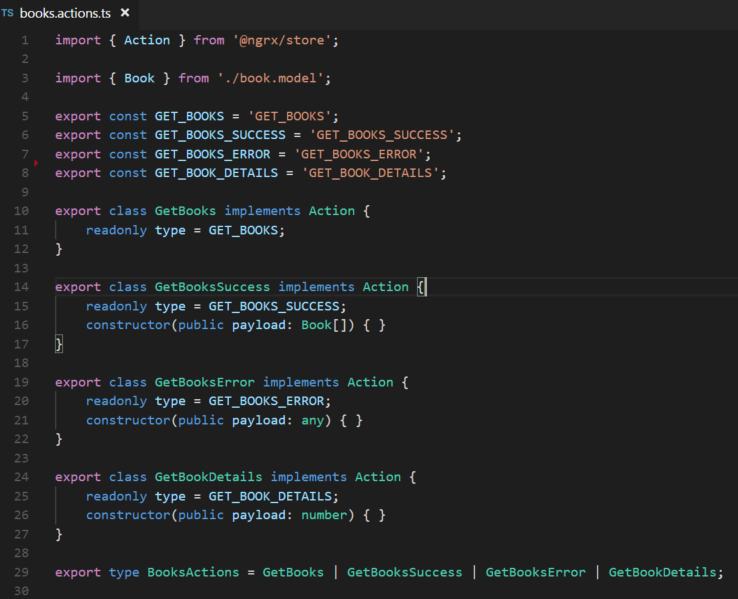 TS books.actions.ts ×
1 import { Action } from '@ngrx/store';
2
3 import { Book } from './book.model';
4
5 export const GET_BOOKS = 'GET_BOOKS';
6 export const GET_BOOKS_SUCCESS = 'GET_BOOKS_SUCCESS';
7 export const GET_BOOKS_ERROR = 'GET_BOOKS_ERROR';
8 export const GET_BOOK_DETAILS = 'GET_BOOK_DETAILS';
9
10 export class GetBooks implements Action {
11     readonly type = GET_BOOKS;
12 }
13
14 export class GetBooksSuccess implements Action {
15     readonly type = GET_BOOKS_SUCCESS;
16     constructor(public payload: Book[]) { }
17 }
18
19 export class GetBooksError implements Action {
20     readonly type = GET_BOOKS_ERROR;
21     constructor(public payload: any) { }
22 }
23
24 export class GetBookDetails implements Action {
25     readonly type = GET_BOOK_DETAILS;
26     constructor(public payload: number) { }
27 }
28
29 export type BooksActions = GetBooks | GetBooksSuccess | GetBooksError | GetBookDetails;
30